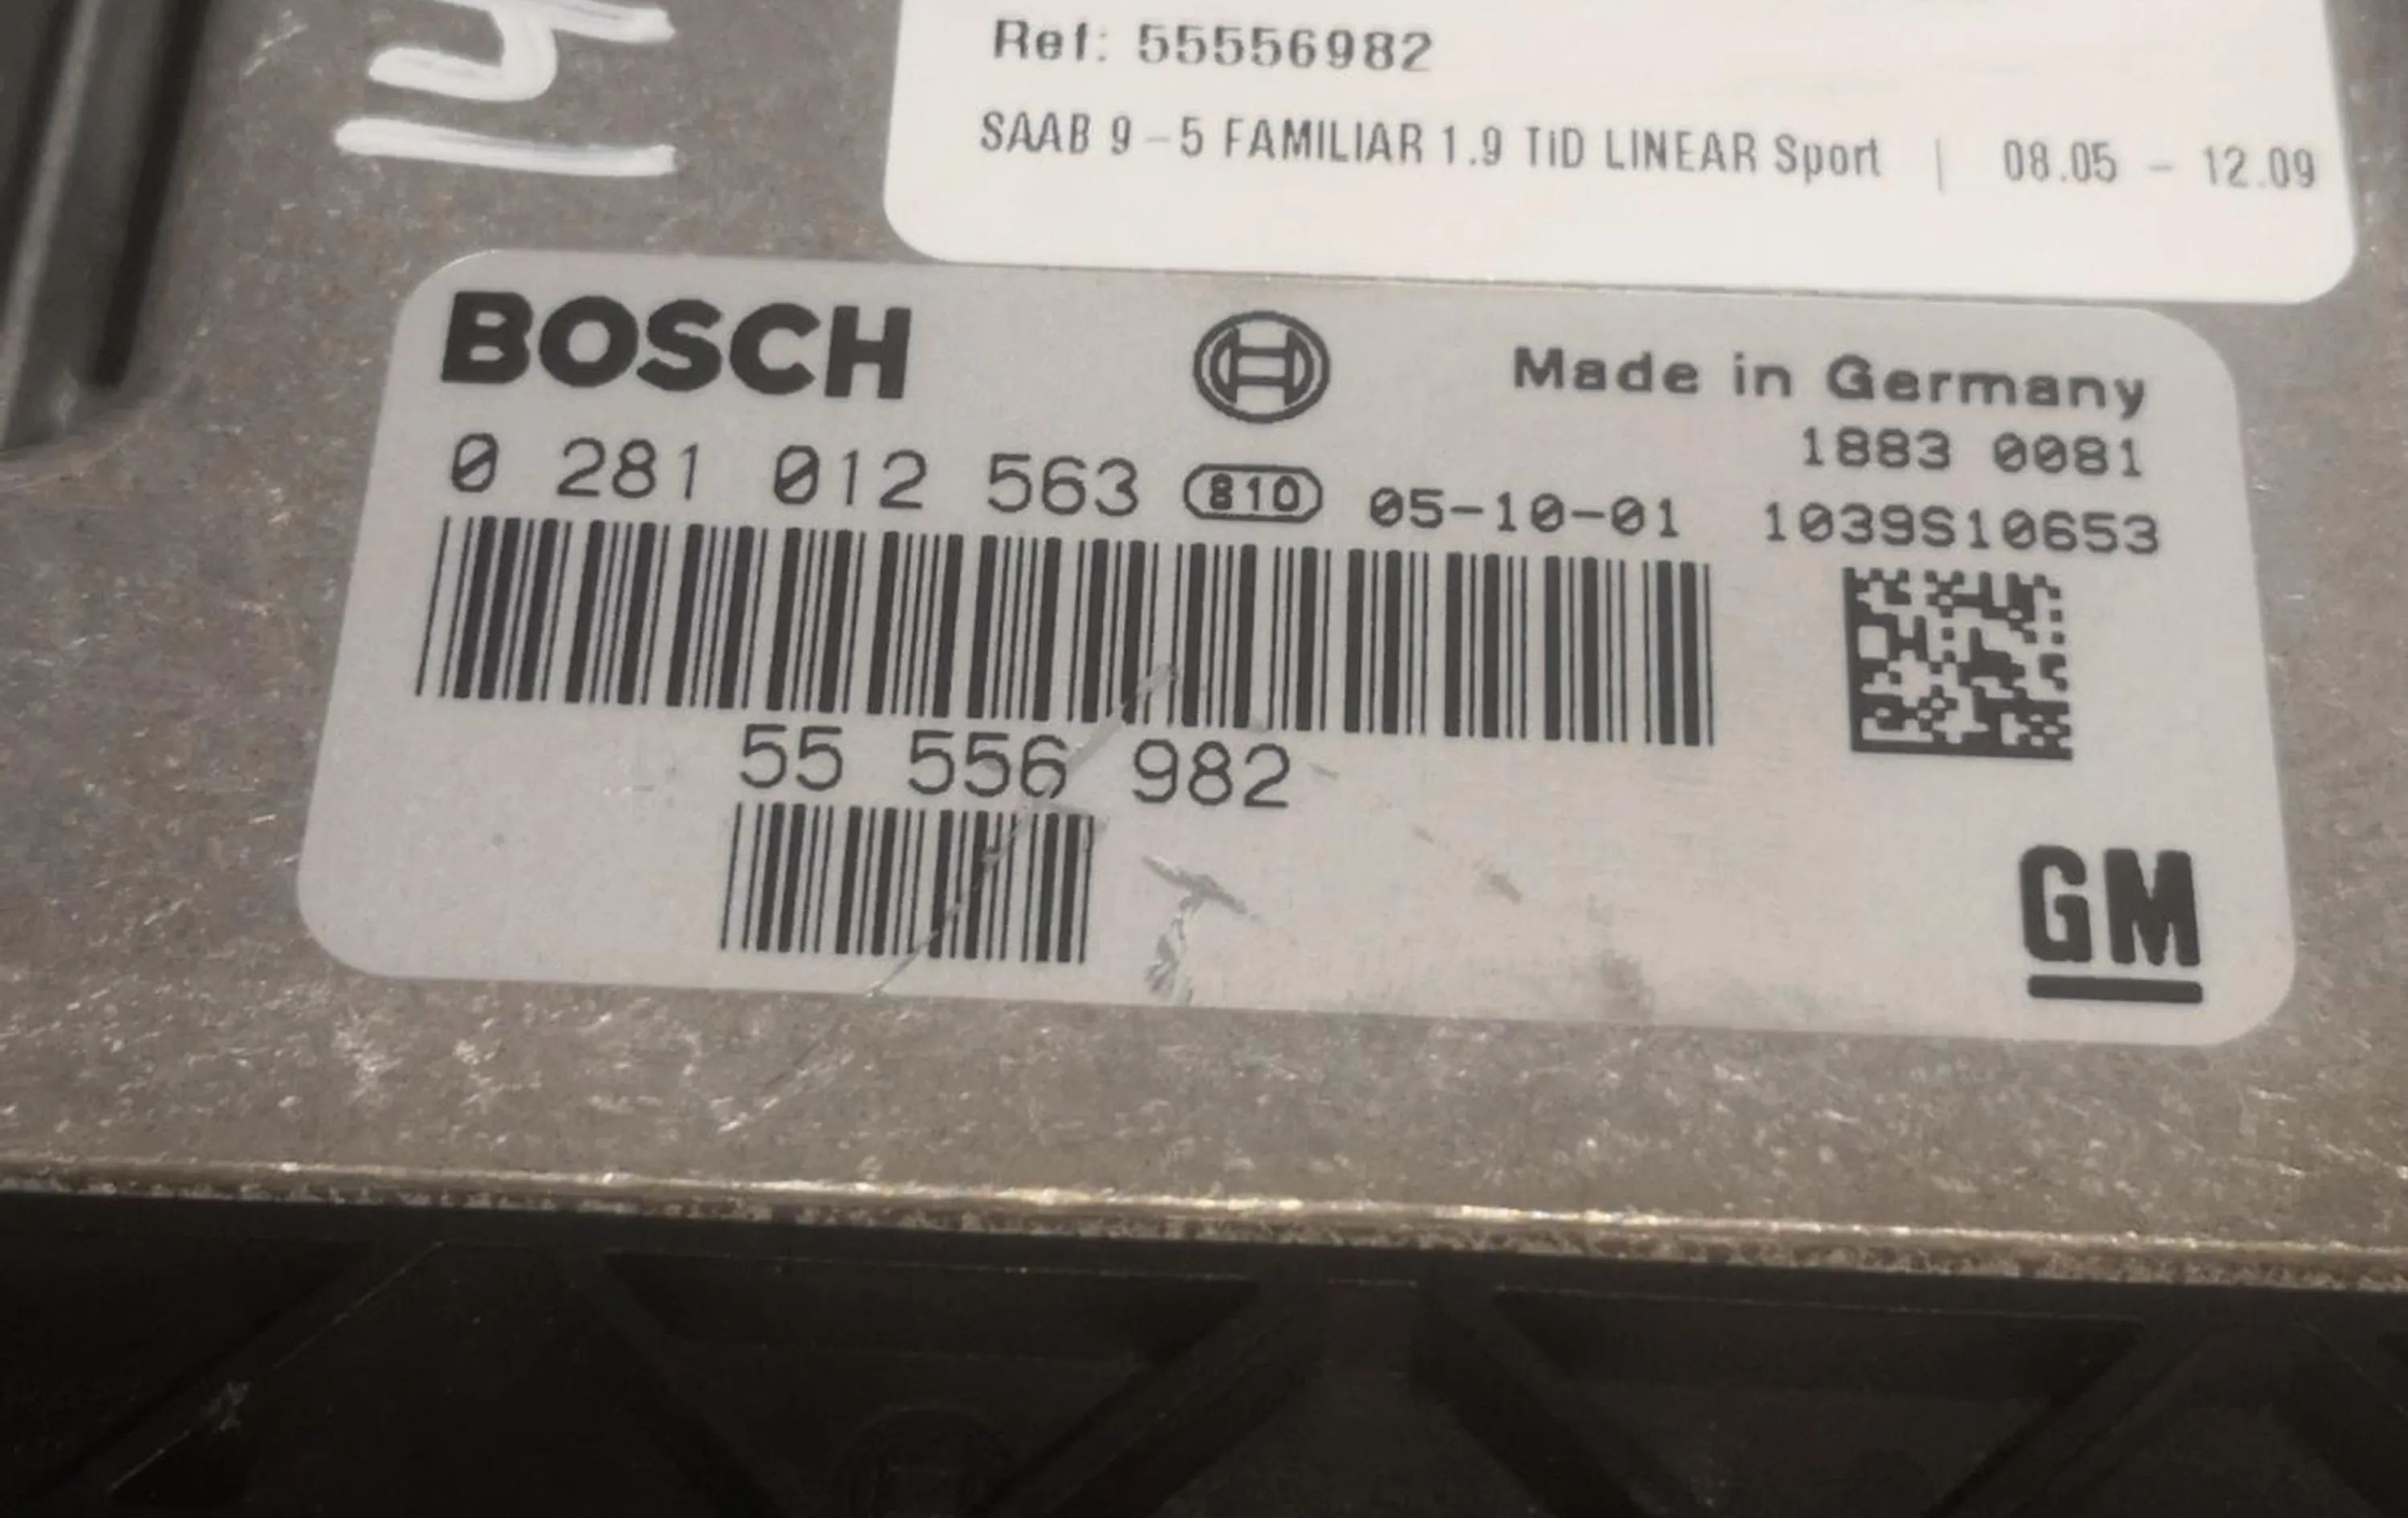 Ref: 55556982
SAAB 9-5 FAMILIAR 1.9 TiD LINEAR Sport | 08.05 - 12.09
BOSCH
Made in Germany
1883 0081
0 281 012 563 810 05-10-01 1039S10653
55 556 982
GM